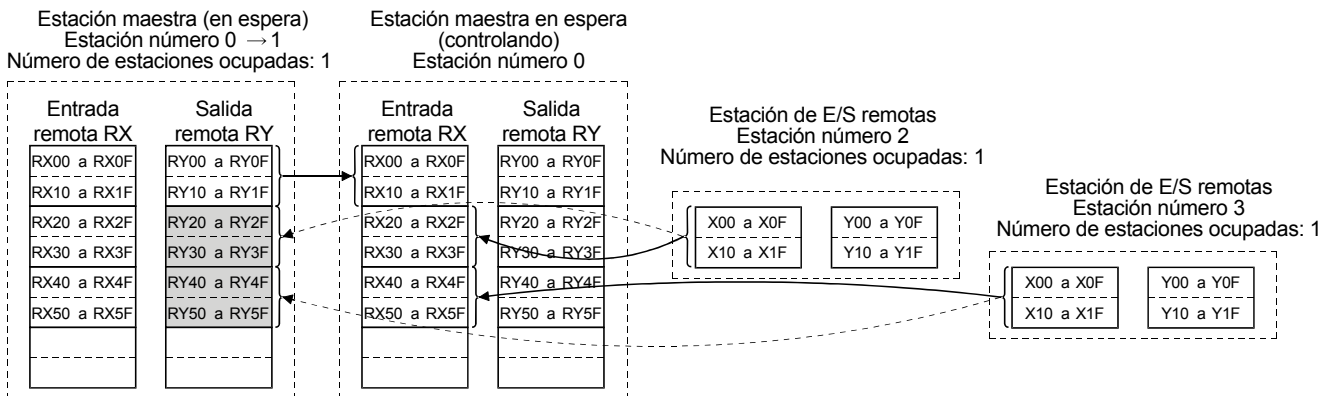 Estación maestra (en espera)
Estación número 0 → 1
Número de estaciones ocupadas: 1
Entrada
remota RX
Salida
remota RY
RX00 a RX0F
RX10 a RX1F
RX20 a RX2F
RX30 a RX3F
RX40 a RX4F
RX50 a RX5F
RY00 a RY0F
RY10 a RY1F
RY20 a RY2F
RY30 a RY3F
RY40 a RY4F
RY50 a RY5F
Estación maestra en espera
(controlando)
Estación número 0
Entrada
remota RX
Salida
remota RY
RX00 a RX0F
RX10 a RX1F
RX20 a RX2F
RX30 a RX3F
RX40 a RX4F
RX50 a RX5F
RY00 a RY0F
RY10 a RY1F
RY20 a RY2F
RY30 a RY3F
RY40 a RY4F
RY50 a RY5F
Estación de E/S remotas
Estación número 2
Número de estaciones ocupadas: 1
X00 a X0F
X10 a X1F
Y00 a Y0F
Y10 a Y1F
Estación de E/S remotas
Estación número 3
Número de estaciones ocupadas: 1
X00 a X0F
X10 a X1F
Y00 a Y0F
Y10 a Y1F